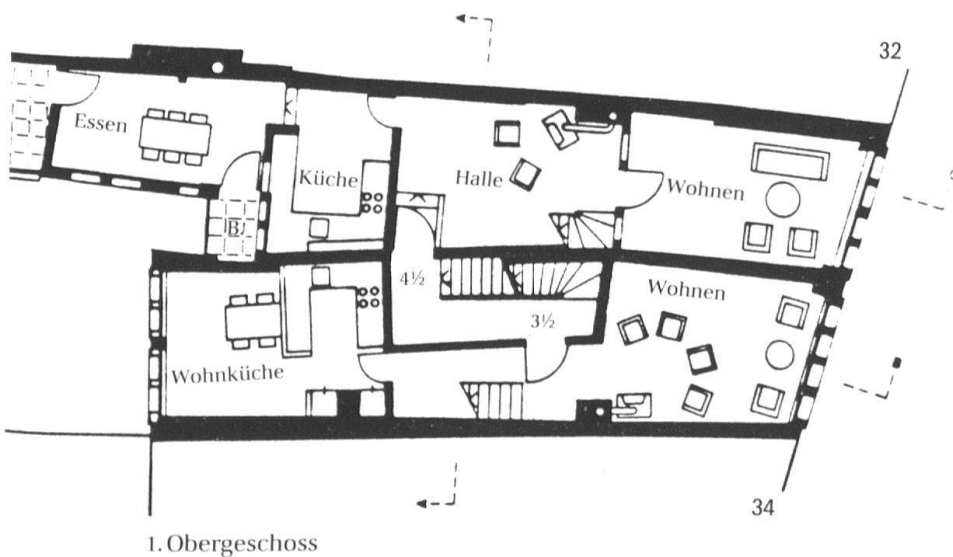 32
Essen
Küche
Halle
Wohnen
B
4½
Wohnen
3½
Wohnküche
34
1. Obergeschoss